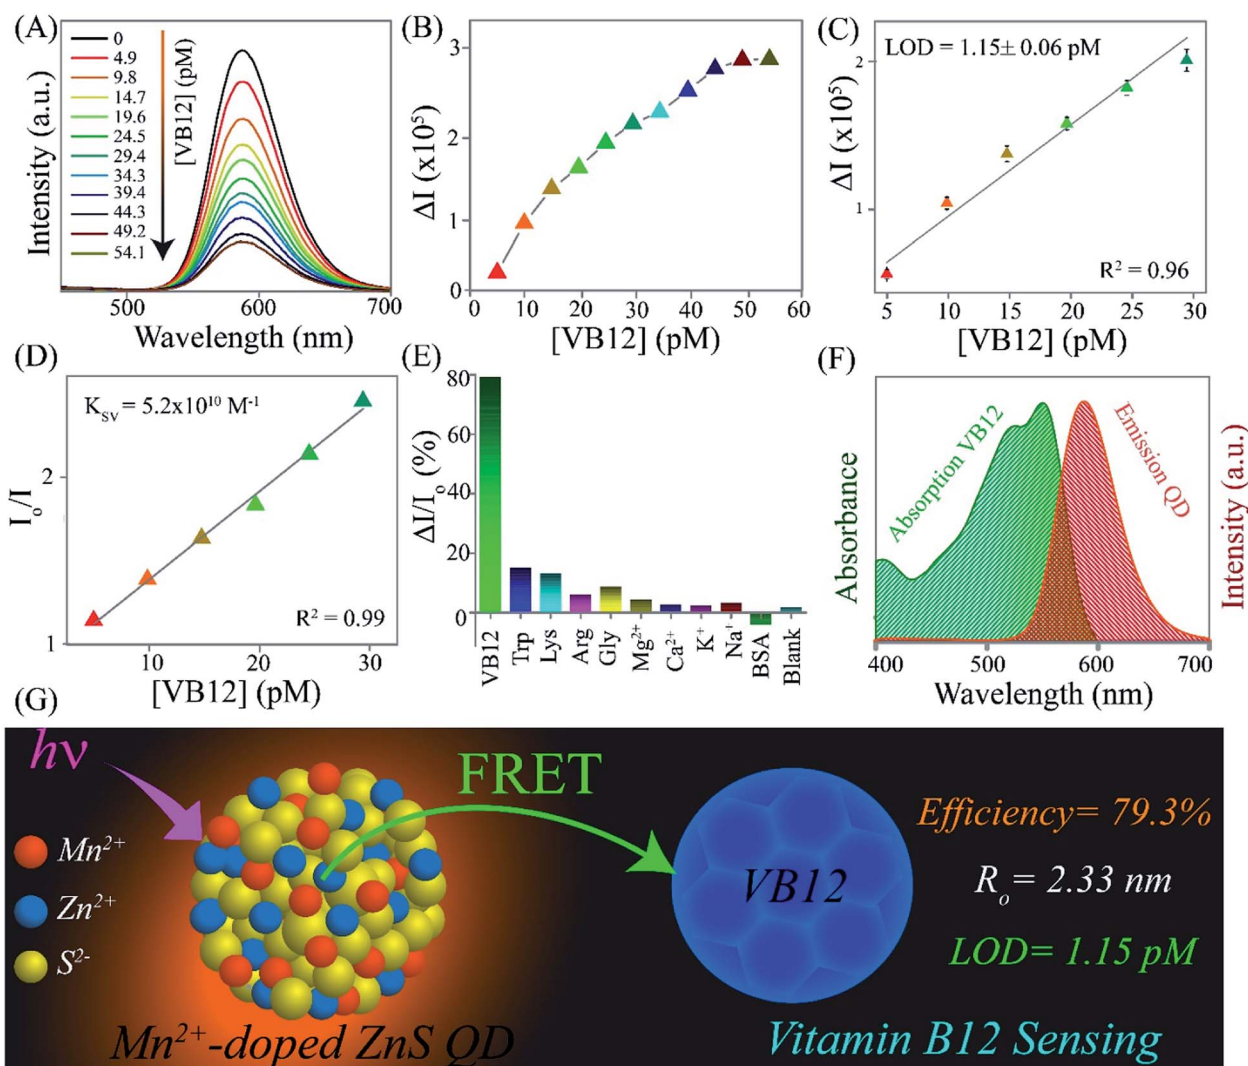 (A)
0
4.9
9.8
14.7
19.6
24.5
29.4
34.3
39.4
44.3
49.2
54.1
[VB12] (pM)
Intensity (a.u.)
500
600
700
Wavelength (nm)
(B)
3
2
1
0
ΔI (x10⁵)
0
10
20
30
40
50
60
[VB12] (pM)
(C)
LOD = 1.15± 0.06 pM
2
1
ΔI (x10⁵)
R² = 0.96
5
10
15
20
25
30
[VB12] (pM)
(D)
K_SV = 5.2x10¹⁰ M⁻¹
2
1
I_o/I
R² = 0.99
10
20
30
[VB12] (pM)
(E)
80
60
40
20
0
ΔI/I_o (%)
VB12
Trp
Lys
Arg
Gly
Mg²⁺
Ca²⁺
K⁺
Na⁺
BSA
Blank
(F)
Absorbance
Absorption VB12
Emission QD
Intensity (a.u.)
400
500
600
700
Wavelength (nm)
(G)
hν
FRET
Mn²⁺
Zn²⁺
S²⁻
VB12
Efficiency= 79.3%
R_o= 2.33 nm
LOD= 1.15 pM
Mn²⁺-doped ZnS QD
Vitamin B12 Sensing